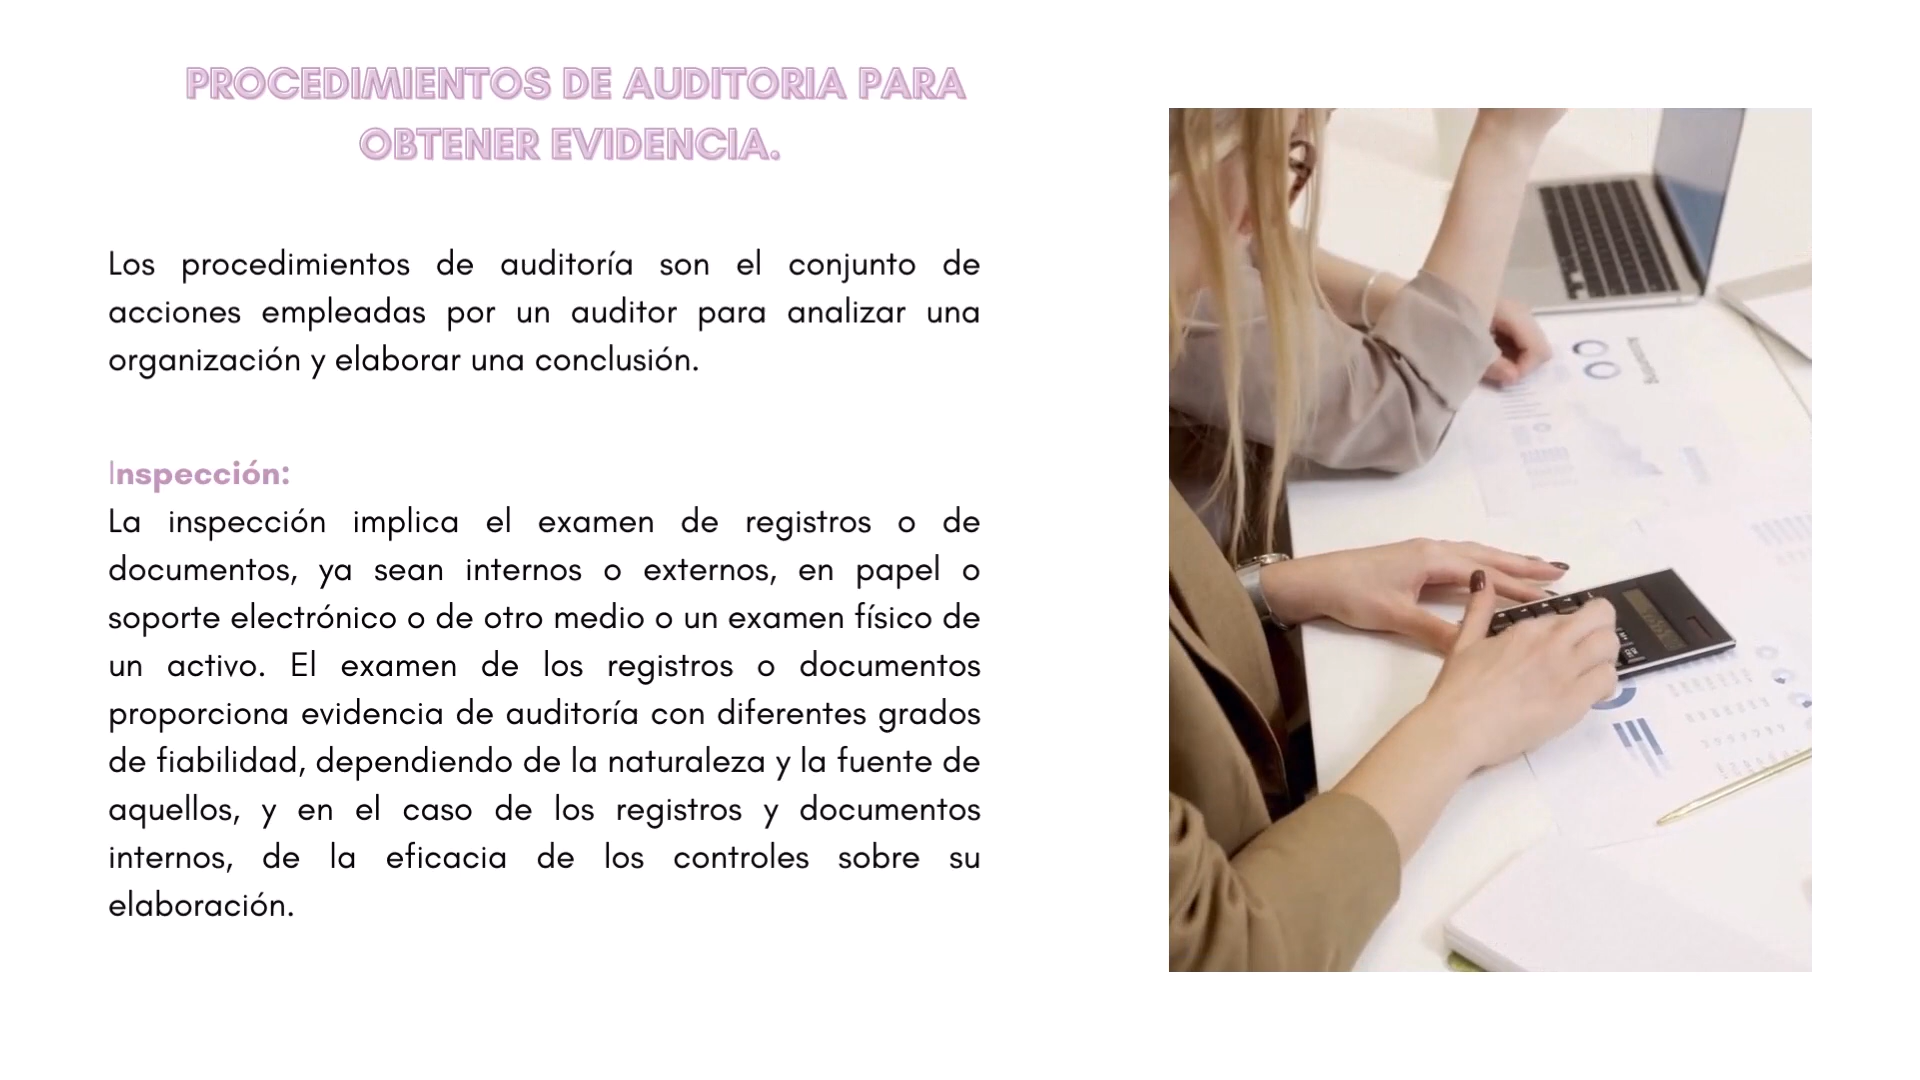 PROCEDIMIENTOS DE AUDITORIA PARA
OBTENER EVIDENCIA.
Los procedimientos de auditoría son el conjunto de
acciones empleadas por un auditor para analizar una
organización y elaborar una conclusión.
Inspección:
La inspección implica el examen de registros o de
documentos, ya sean internos o externos, en papel o
soporte electrónico o de otro medio o un examen físico de
un activo. El examen de los registros o documentos
proporciona evidencia de auditoría con diferentes grados
de fiabilidad, dependiendo de la naturaleza y la fuente de
aquellos, y en el caso de los registros y documentos
internos, de la eficacia de los controles sobre su
elaboración.